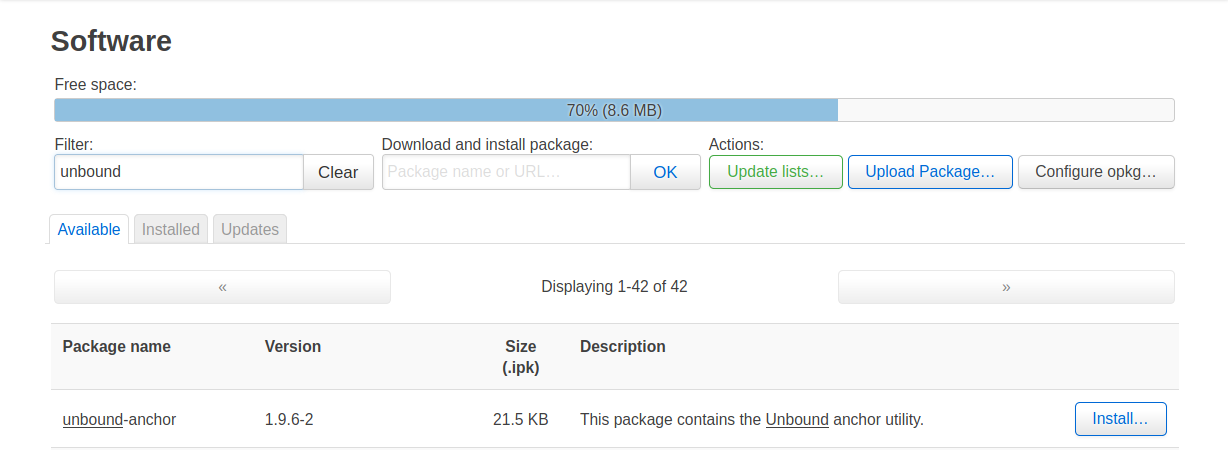 Software
Free space:
70% (8.6 MB)
Filter: Download and install package: Actions:
unbound Clear Package name or URL... OK Update lists... Upload Package... Configure opkg...
Available Installed Updates
« Displaying 1-42 of 42 »
Package name Version Size (.ipk) Description
unbound-anchor 1.9.6-2 21.5 KB This package contains the Unbound anchor utility. Install...